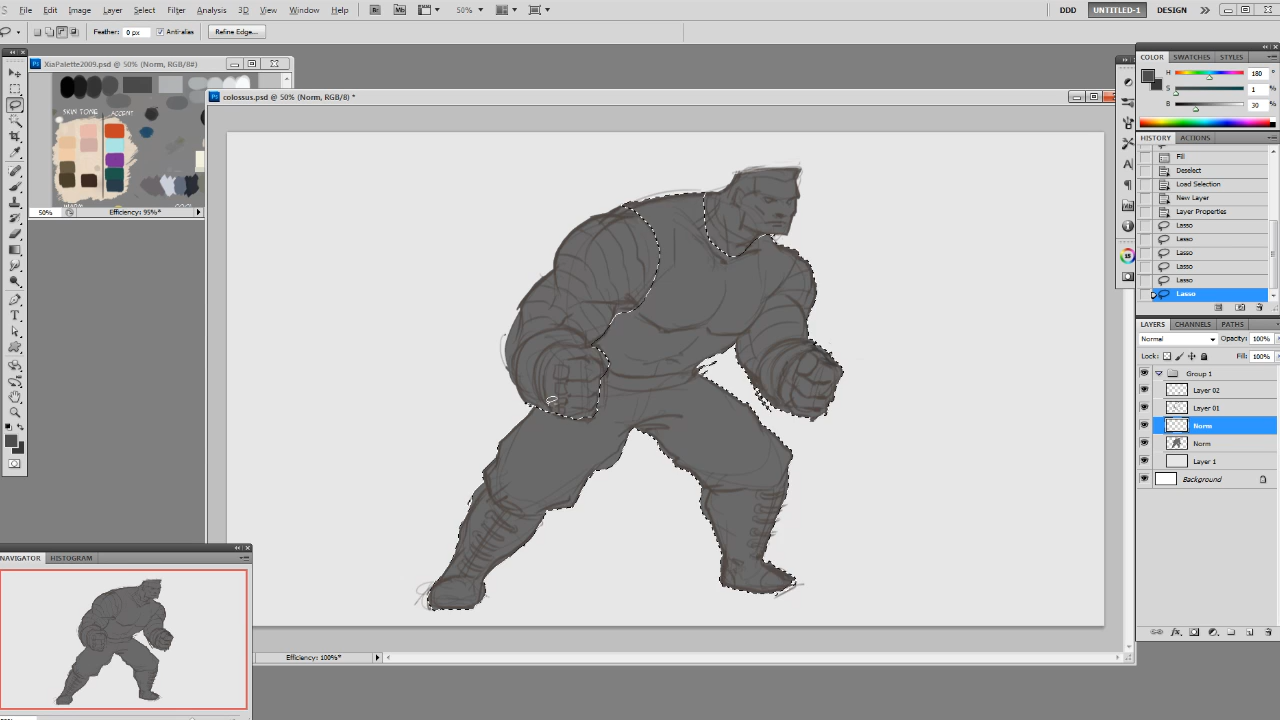 File Edit Image Layer Select Filter Analysis 3D View Window Help Br Mb 50% DDD UNTITLED-1 DESIGN
Feather: 0 px Anti-alias Refine Edge...
XiaPalette2009.psd @ 50% (Norm, RGB/8#)
SKIN TONE ACCENT
50% Efficiency: 95%*
colossus.psd @ 50% (Norm, RGB/8) *
Efficiency: 100%*
COLOR SWATCHES STYLES
H 180 °
S 1 %
B 30 %
HISTORY ACTIONS
Fill
Deselect
Load Selection
New Layer
Layer Properties
Lasso
Lasso
Lasso
Lasso
Lasso
Lasso
LAYERS CHANNELS PATHS
Normal Opacity: 100%
Lock: Fill: 100%
Group 1
Layer 02
Layer 01
Norm
Norm
Layer 1
Background
NAVIGATOR HISTOGRAM